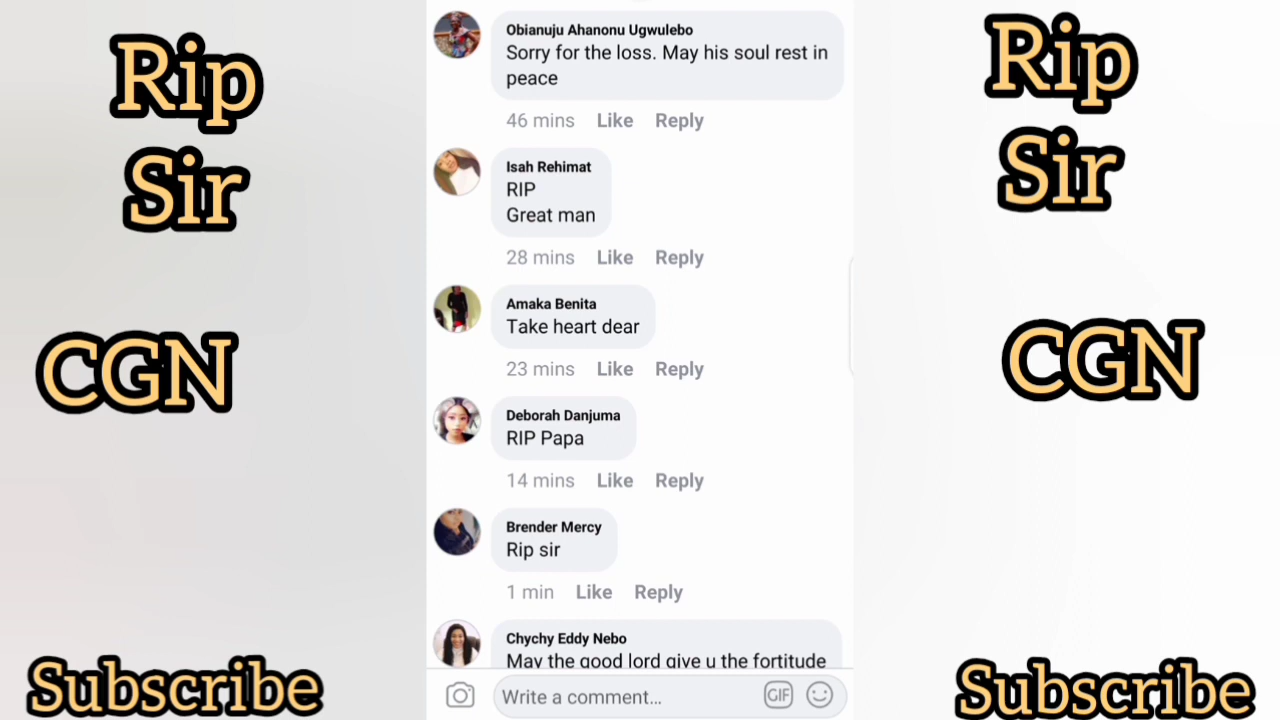 Rip
Sir
CGN
Subscribe
Obianuju Ahanonu Ugwulebo
Sorry for the loss. May his soul rest in
peace
46 mins Like Reply
Isah Rehimat
RIP
Great man
28 mins Like Reply
Amaka Benita
Take heart dear
23 mins Like Reply
Deborah Danjuma
RIP Papa
14 mins Like Reply
Brender Mercy
Rip sir
1 min Like Reply
Chychy Eddy Nebo
May the good lord give u the fortitude
Write a comment...
GIF
Rip
Sir
CGN
Subscribe